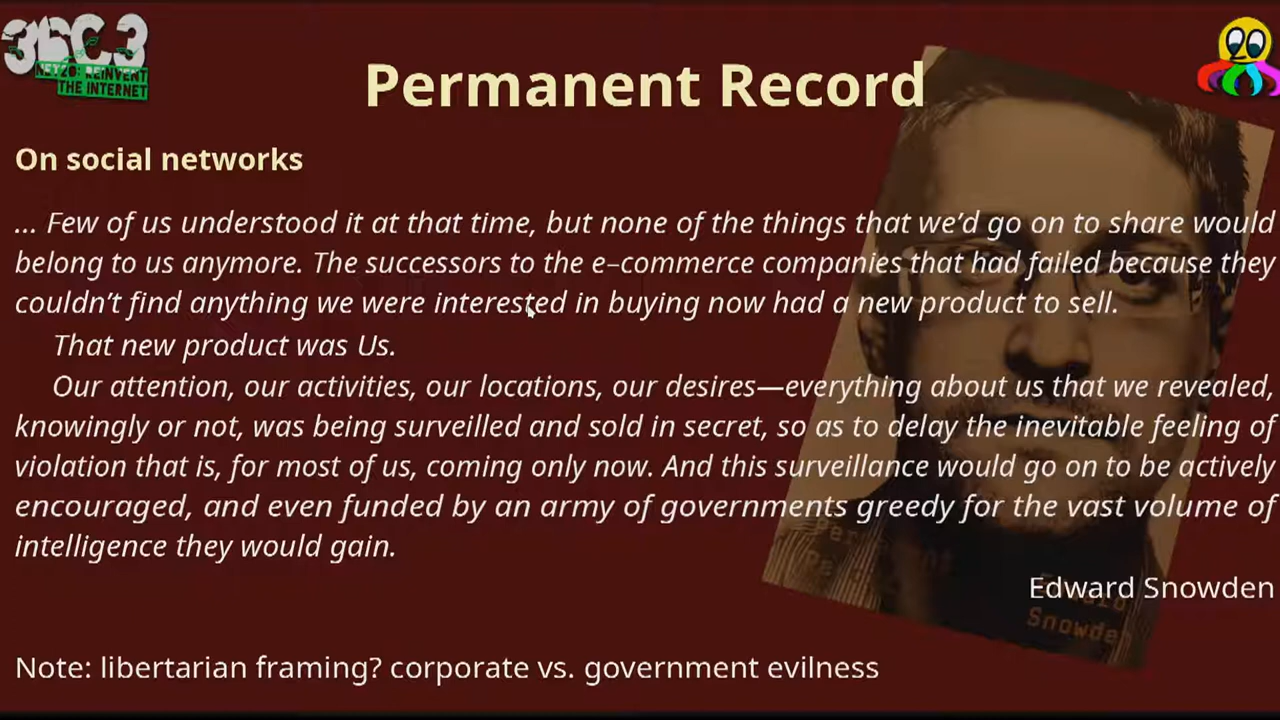 36C3
NET2.0: REINVENT
THE INTERNET
Permanent Record
On social networks
... Few of us understood it at that time, but none of the things that we’d go on to share would
belong to us anymore. The successors to the e–commerce companies that had failed because they
couldn’t find anything we were interested in buying now had a new product to sell.
That new product was Us.
Our attention, our activities, our locations, our desires—everything about us that we revealed,
knowingly or not, was being surveilled and sold in secret, so as to delay the inevitable feeling of
violation that is, for most of us, coming only now. And this surveillance would go on to be actively
encouraged, and even funded by an army of governments greedy for the vast volume of
intelligence they would gain.
Edward Snowden
Snowde
Note: libertarian framing? corporate vs. government evilness